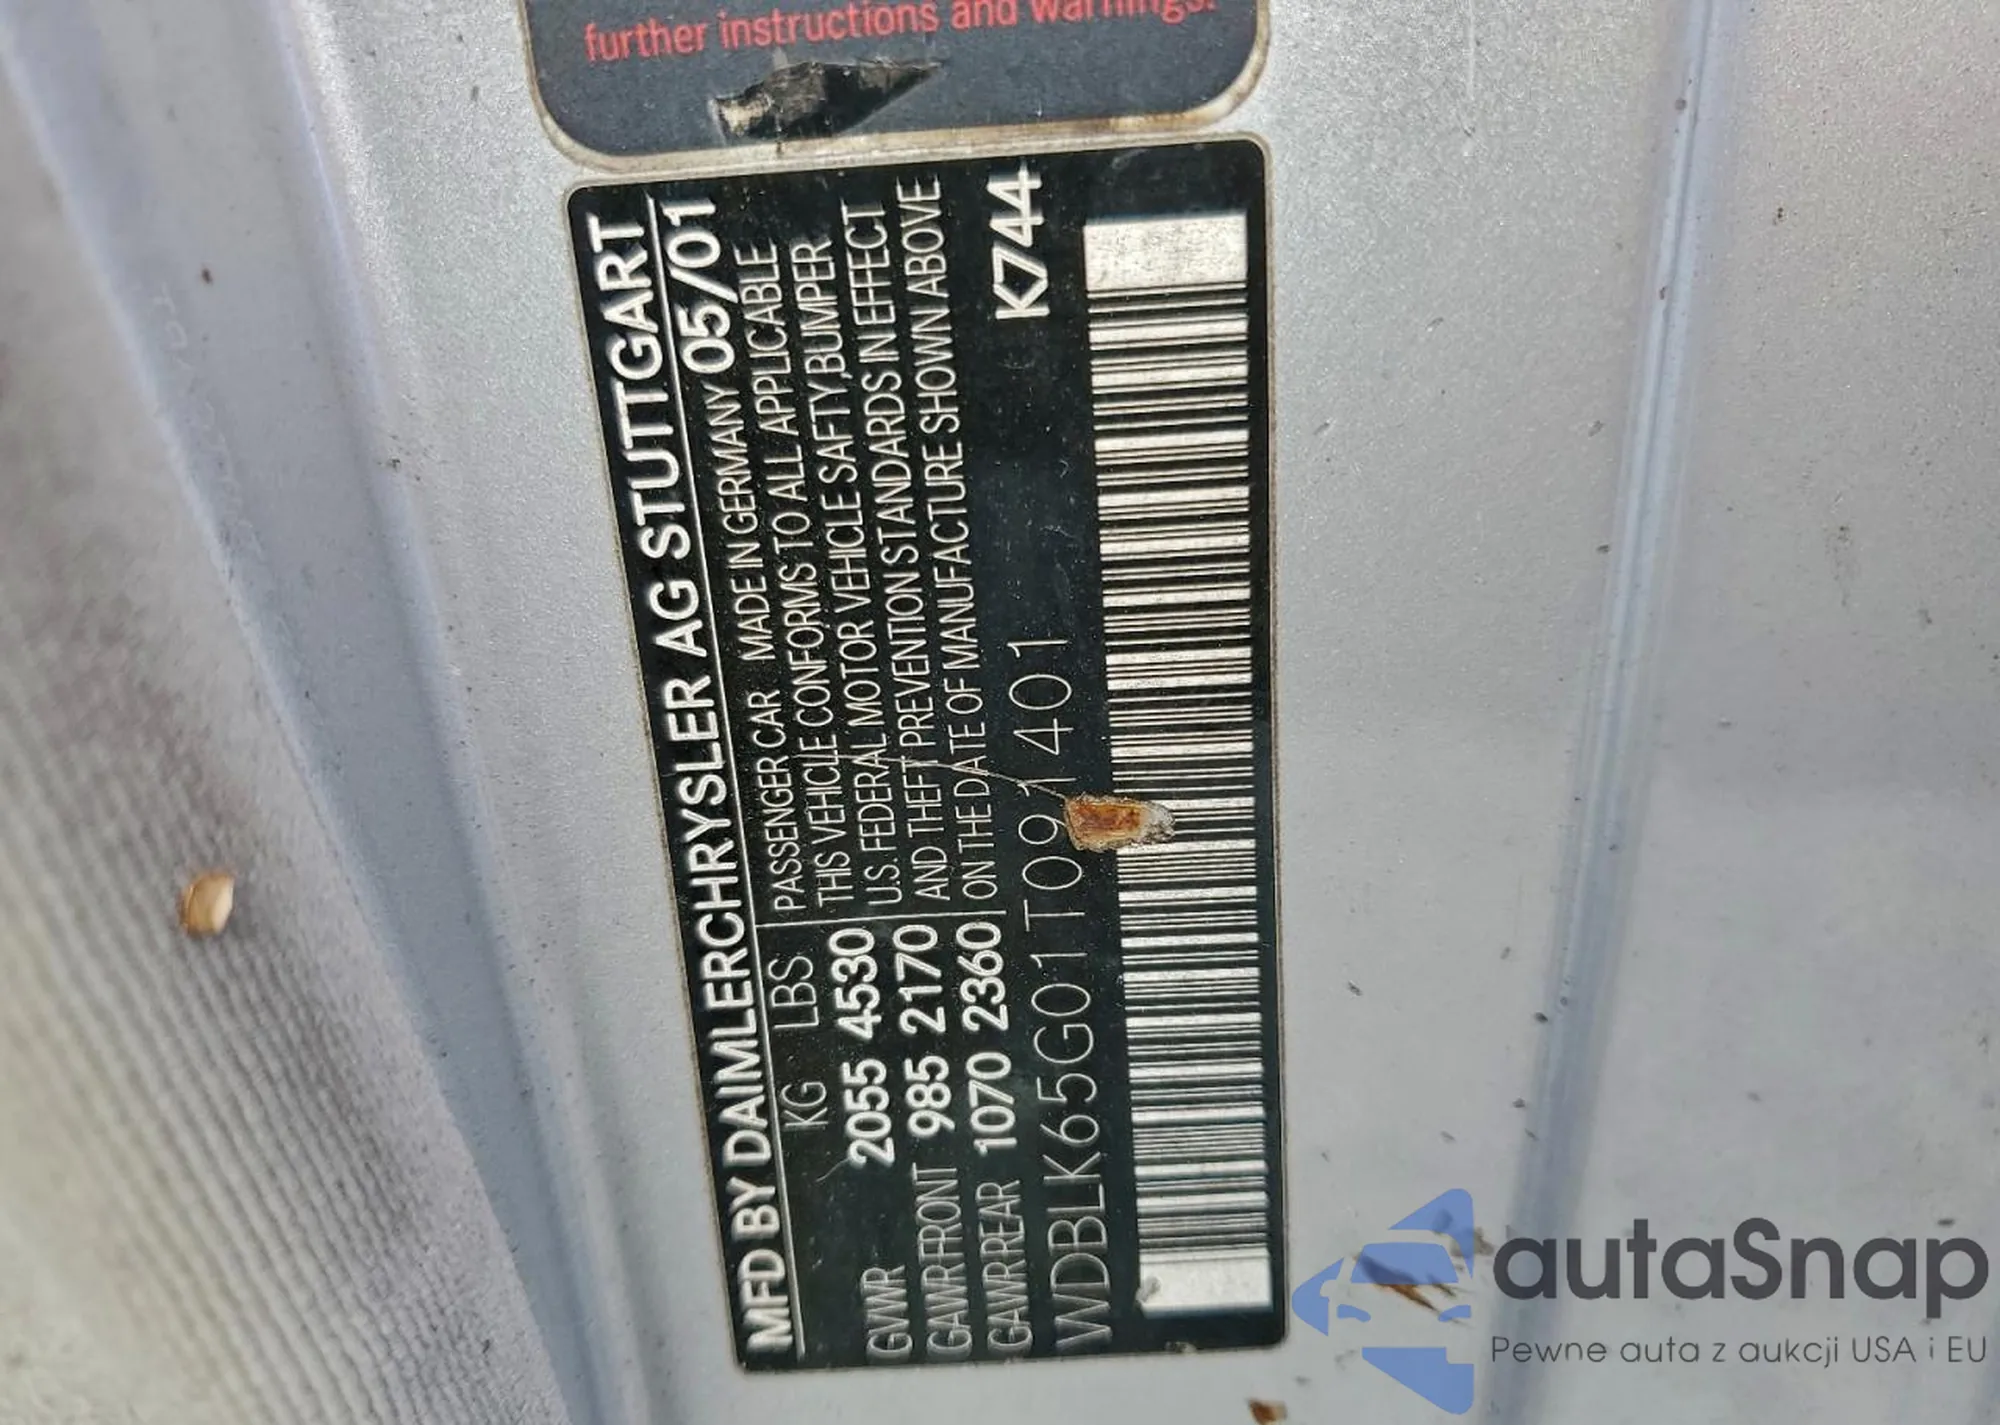 further instructions and warnings.
MFD BY DAIMLERCHRYSLER AG STUTTGART
KG LBS PASSENGER CAR MADE IN GERMANY 05/01
GVWR 2055 4530 THIS VEHICLE CONFORMS TO ALL APPLICABLE
GAWRFRONT 985 2170 U.S. FEDERAL MOTOR VEHICLE SAFTY,BUMPER
GAWRREAR 1070 2360 AND THEFT PREVENTION STANDARDS IN EFFECT
ON THE DATE OF MANUFACTURE SHOWN ABOVE
WDBLK65G01T091401
K744
autaSnap
Pewne auta z aukcji USA i EU